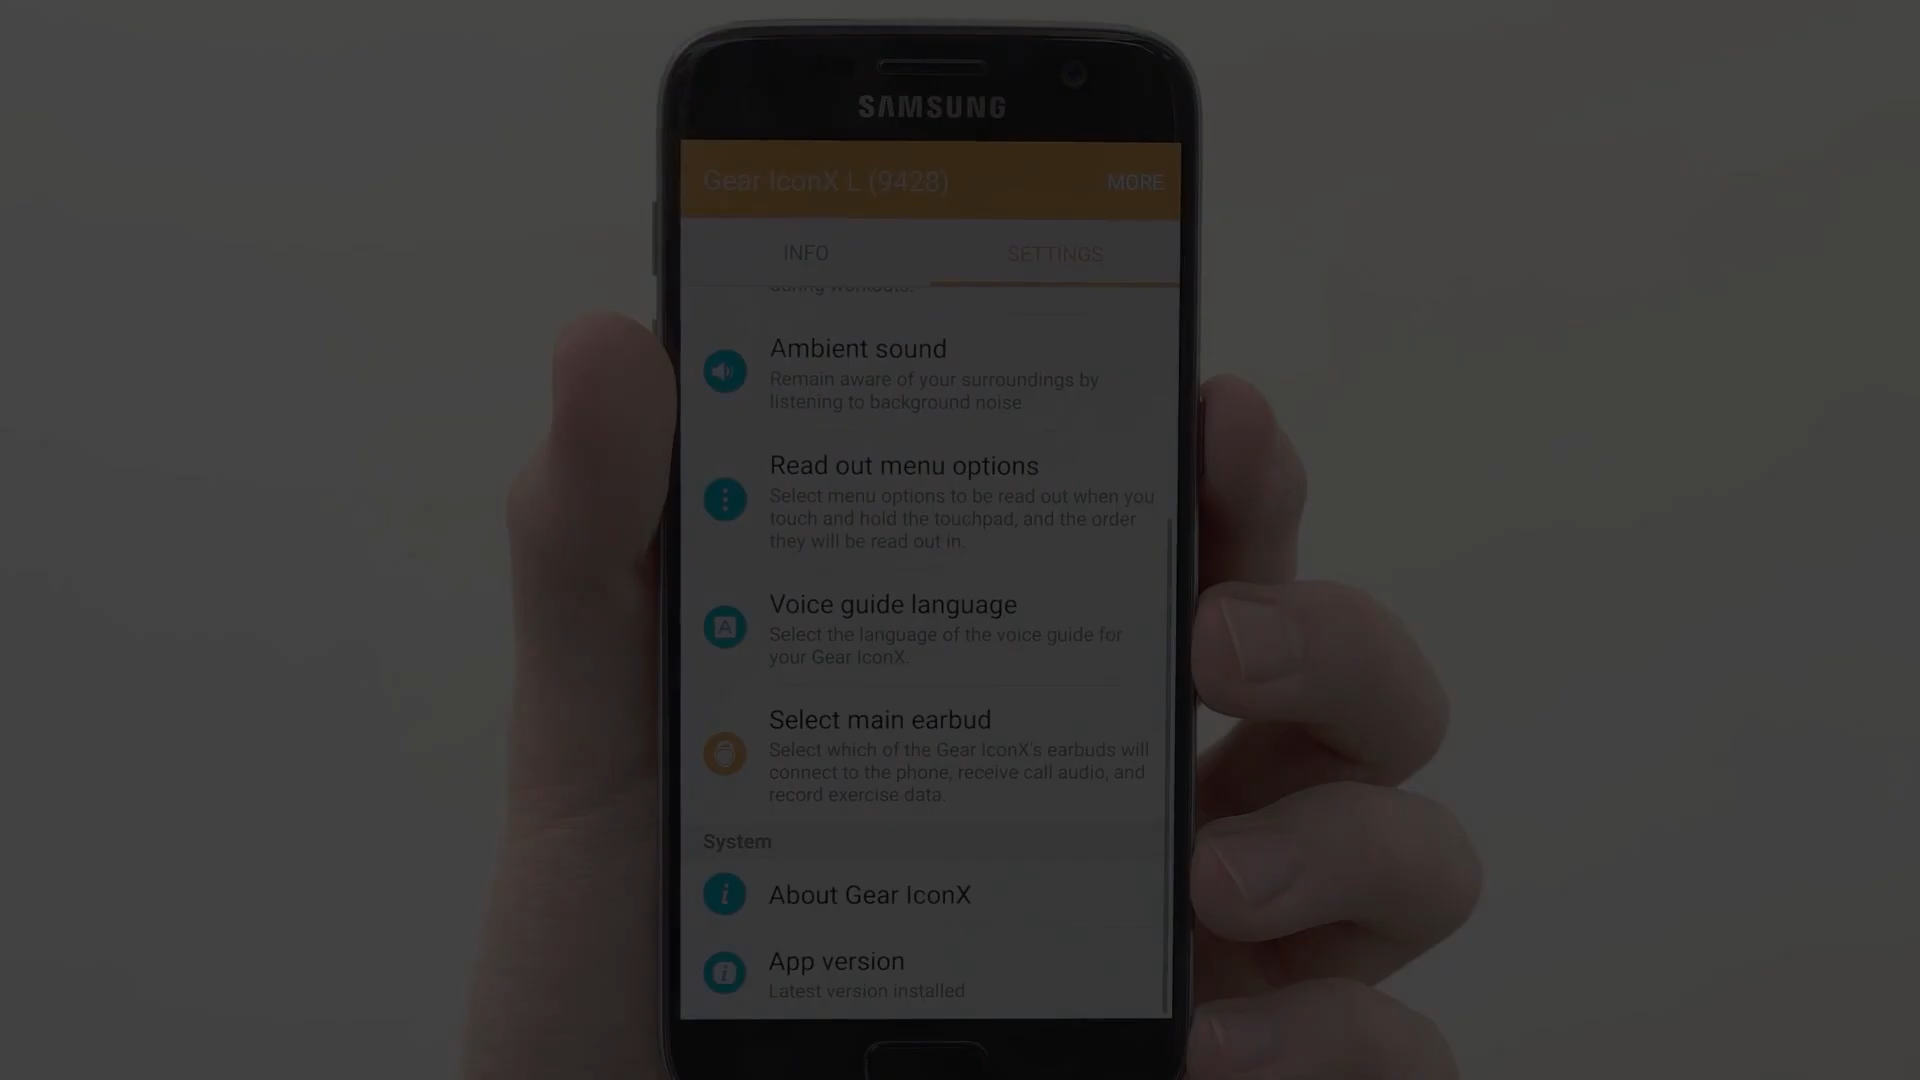 SAMSUNG
Gear IconX L (9428)
MORE
INFO
SETTINGS
during workouts.
Ambient sound
Remain aware of your surroundings by
listening to background noise
Read out menu options
Select menu options to be read out when you
touch and hold the touchpad, and the order
they will be read out in.
A
Voice guide language
Select the language of the voice guide for
your Gear IconX.
Select main earbud
Select which of the Gear IconX's earbuds will
connect to the phone, receive call audio, and
record exercise data.
System
About Gear IconX
App version
Latest version installed